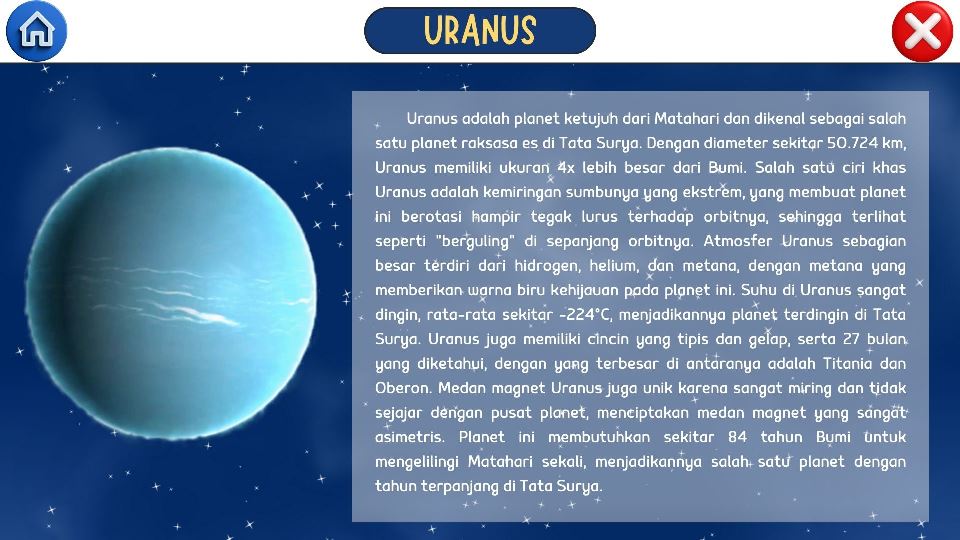 URANUS
Uranus adalah planet ketujuh dari Matahari dan dikenal sebagai salah
satu planet raksasa es di Tata Surya. Dengan diameter sekitar 50.724 km,
Uranus memiliki ukuran 4x lebih besar dari Bumi. Salah satu ciri khas
Uranus adalah kemiringan sumbunya yang ekstrem, yang membuat planet
ini berotasi hampir tegak lurus terhadap orbitnya, sehingga terlihat
seperti "berguling" di sepanjang orbitnya. Atmosfer Uranus sebagian
besar terdiri dari hidrogen, helium, dan metana, dengan metana yang
memberikan warna biru kehijauan pada planet ini. Suhu di Uranus sangat
dingin, rata-rata sekitar -224°C, menjadikannya planet terdingin di Tata
Surya. Uranus juga memiliki cincin yang tipis dan gelap, serta 27 bulan
yang diketahui, dengan yang terbesar di antaranya adalah Titania dan
Oberon. Medan magnet Uranus juga unik karena sangat miring dan tidak
sejajar dengan pusat planet, menciptakan medan magnet yang sangat
asimetris. Planet ini membutuhkan sekitar 84 tahun Bumi untuk
mengelilingi Matahari sekali, menjadikannya salah satu planet dengan
tahun terpanjang di Tata Surya.